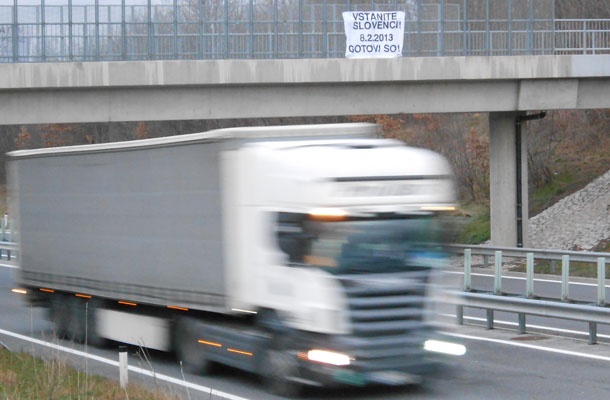 VSTANITE
SLOVENCI!
8.2.2013
GOTOVI SO!